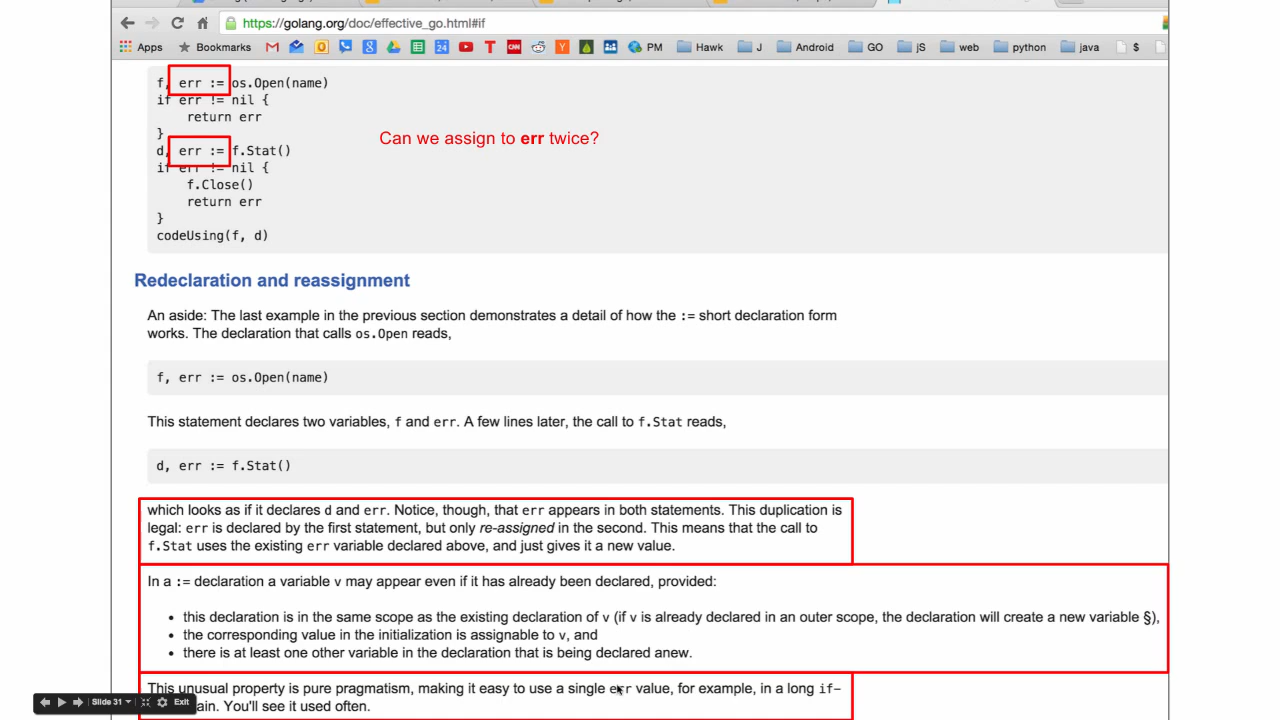 https://golang.org/doc/effective_go.html#if
Apps Bookmarks PM Hawk J Android GO jS web python java $
f, err := os.Open(name)
if err != nil {
return err
}
Can we assign to err twice?
d, err := f.Stat()
if err != nil {
f.Close()
return err
}
codeUsing(f, d)
Redeclaration and reassignment
An aside: The last example in the previous section demonstrates a detail of how the := short declaration form
works. The declaration that calls os.Open reads,
f, err := os.Open(name)
This statement declares two variables, f and err. A few lines later, the call to f.Stat reads,
d, err := f.Stat()
which looks as if it declares d and err. Notice, though, that err appears in both statements. This duplication is
legal: err is declared by the first statement, but only re-assigned in the second. This means that the call to
f.Stat uses the existing err variable declared above, and just gives it a new value.
In a := declaration a variable v may appear even if it has already been declared, provided:
• this declaration is in the same scope as the existing declaration of v (if v is already declared in an outer scope, the declaration will create a new variable §),
• the corresponding value in the initialization is assignable to v, and
• there is at least one other variable in the declaration that is being declared anew.
This unusual property is pure pragmatism, making it easy to use a single err value, for example, in a long if-
ain. You'll see it used often.
Slide 31 Exit